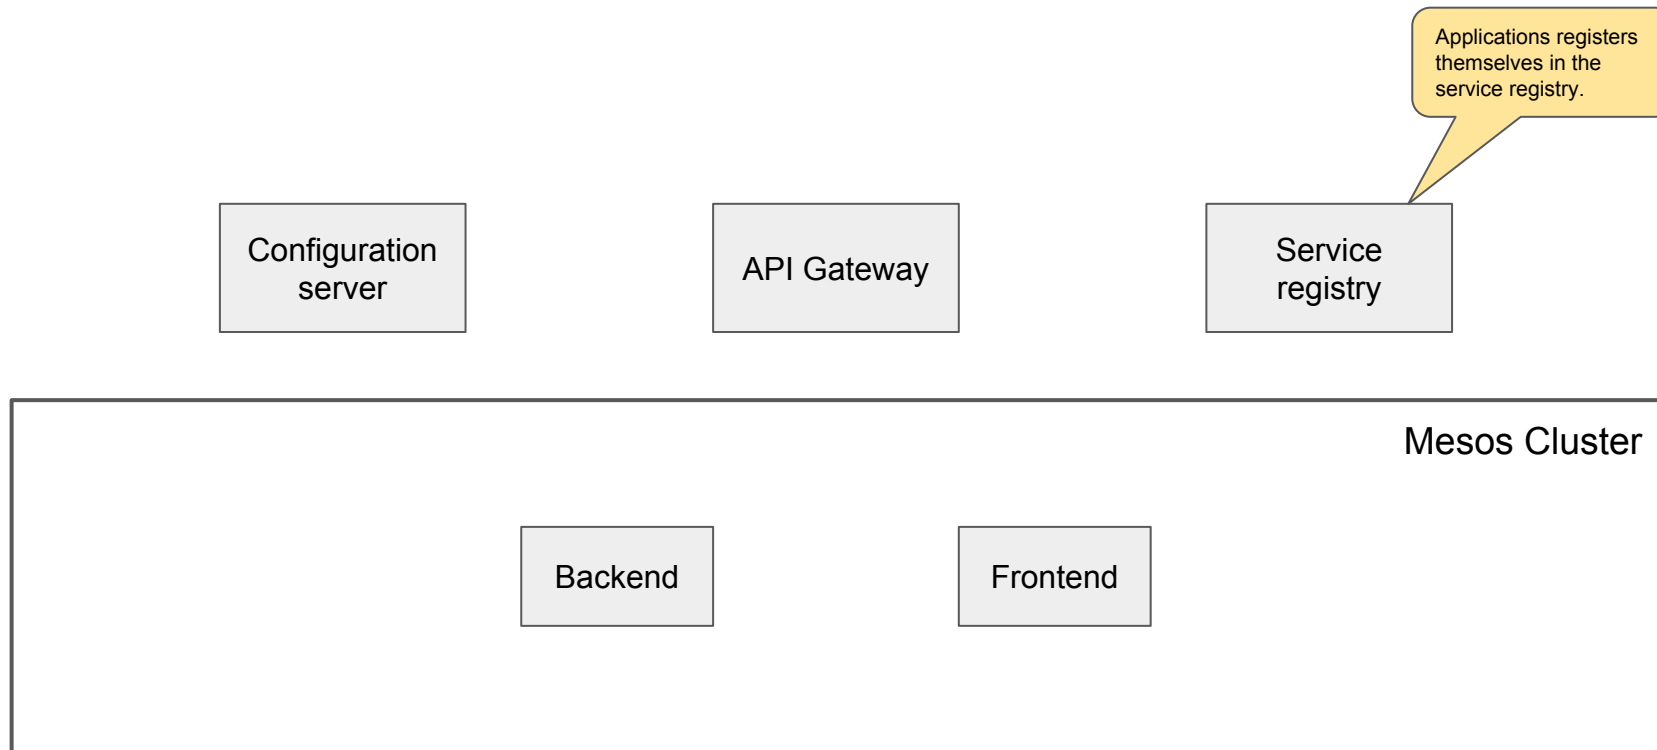 Applications registers
themselves in the
service registry.
Configuration
server
API Gateway
Service
registry
Mesos Cluster
Backend
Frontend